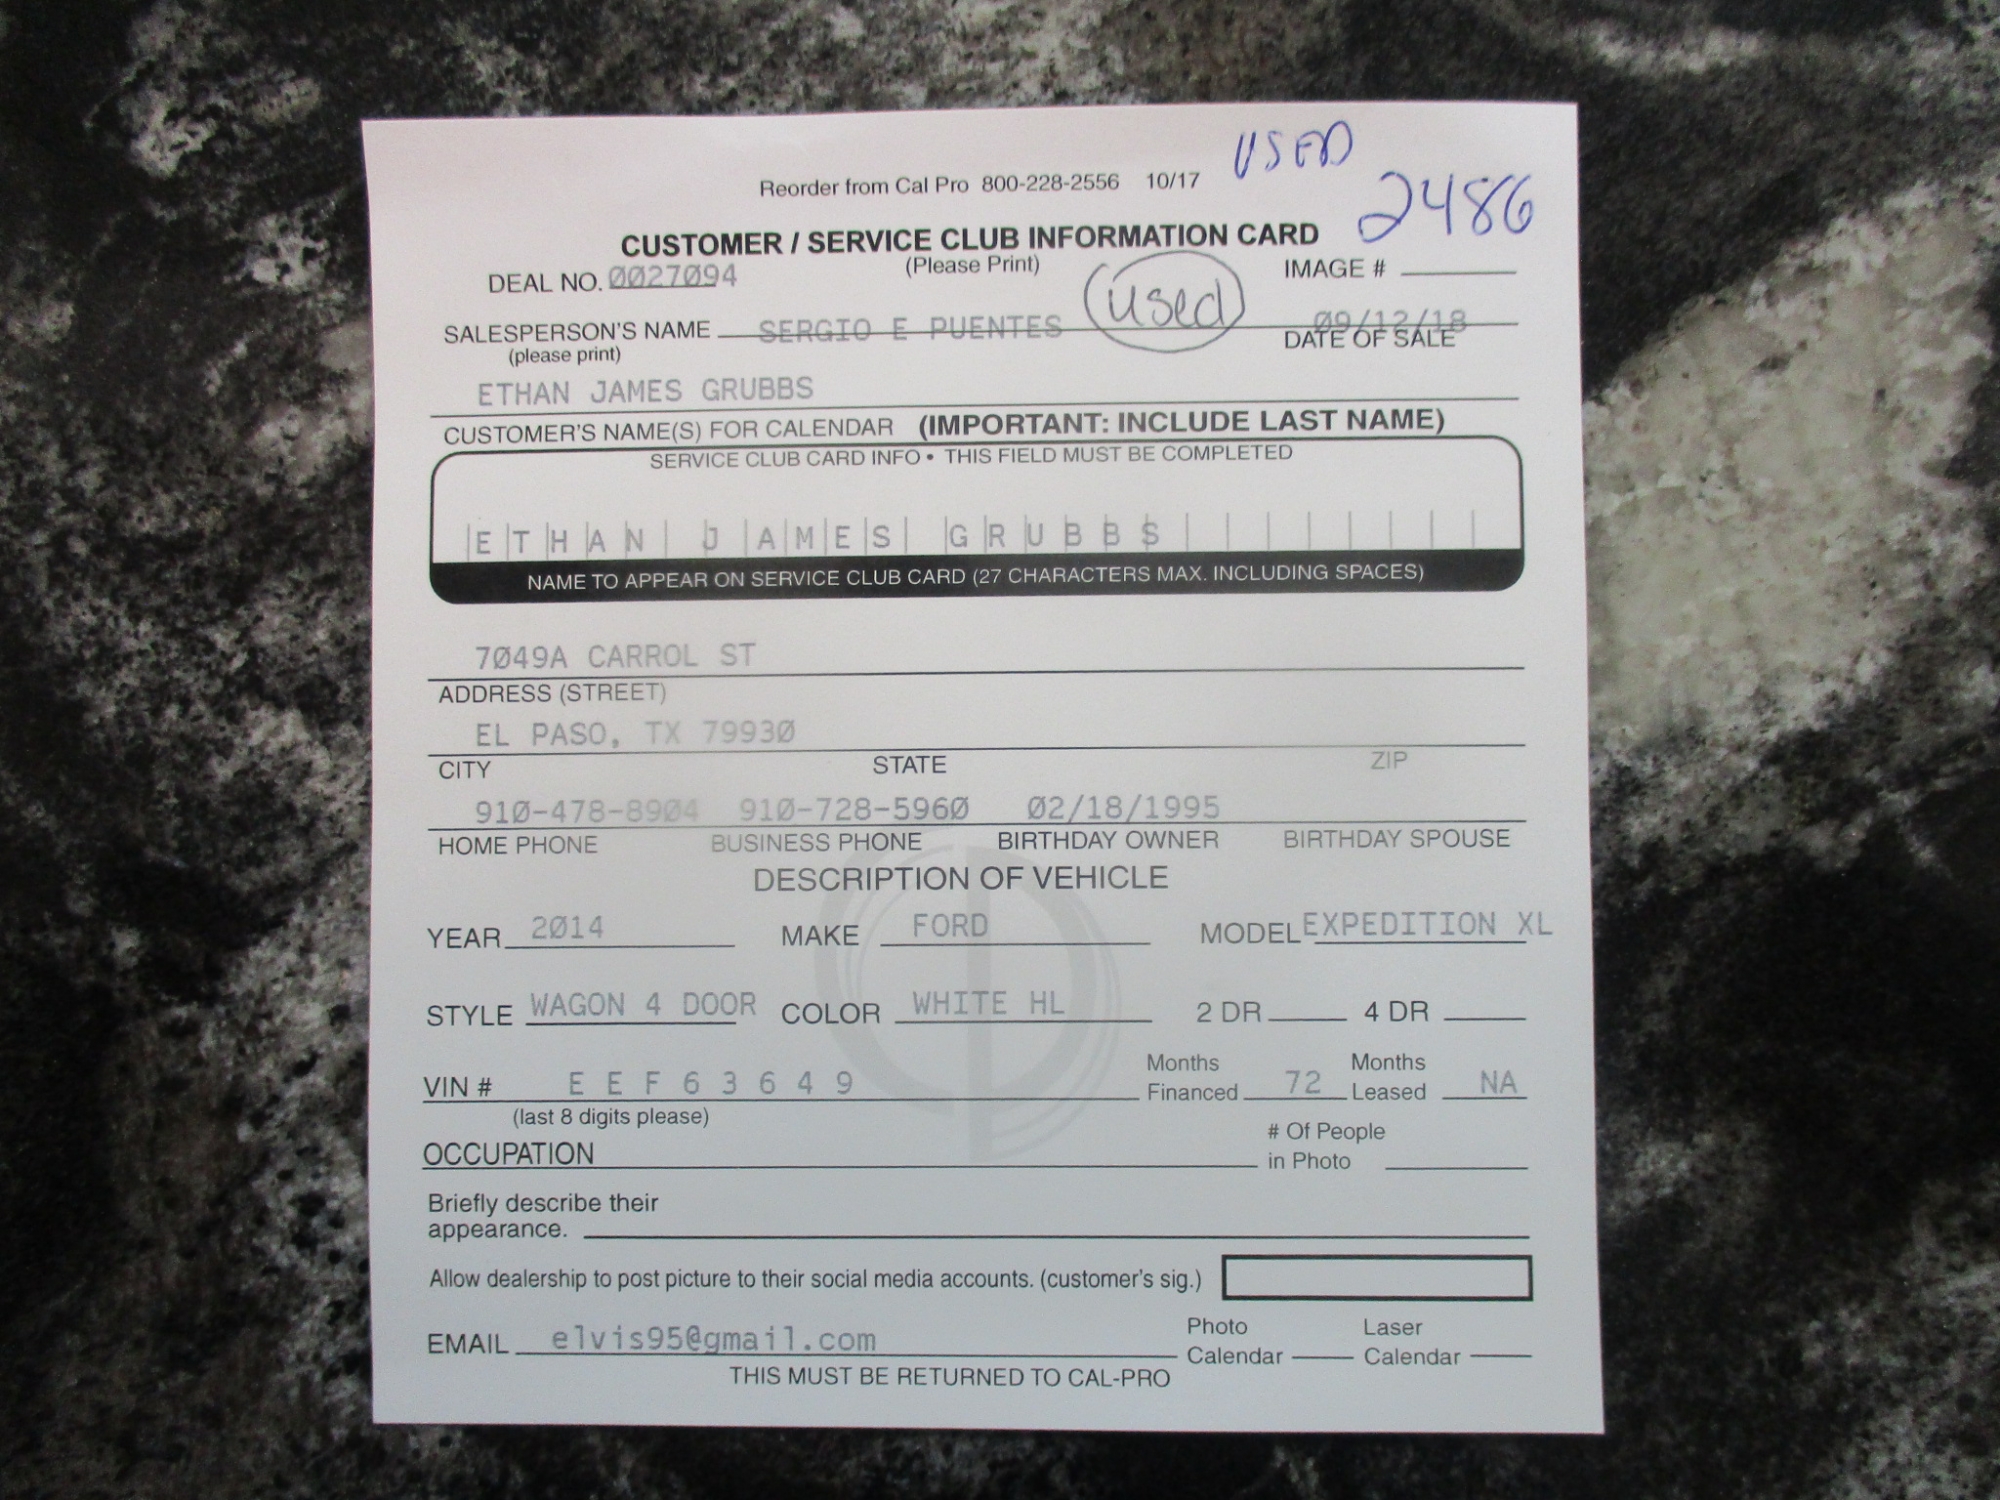 USED
Reorder from Cal Pro 800-228-2556 10/17
2486
CUSTOMER / SERVICE CLUB INFORMATION CARD
(Please Print)
DEAL NO. 0027094
IMAGE #
used
SALESPERSON'S NAME SERGIO E PUENTES
(please print)
09/12/18
DATE OF SALE
ETHAN JAMES GRUBBS
CUSTOMER'S NAME(S) FOR CALENDAR (IMPORTANT: INCLUDE LAST NAME)
SERVICE CLUB CARD INFO • THIS FIELD MUST BE COMPLETED
ETHAN JAMES GRUBBS
NAME TO APPEAR ON SERVICE CLUB CARD (27 CHARACTERS MAX. INCLUDING SPACES)
7049A CARROL ST
ADDRESS (STREET)
EL PASO, TX 79930
CITY STATE ZIP
910-478-8904 910-728-5960 02/18/1995
HOME PHONE BUSINESS PHONE BIRTHDAY OWNER BIRTHDAY SPOUSE
DESCRIPTION OF VEHICLE
YEAR 2014 MAKE FORD MODEL EXPEDITION XL
STYLE WAGON 4 DOOR COLOR WHITE HL 2 DR 4 DR
VIN # E E F 6 3 6 4 9 Months Financed 72 Months Leased NA
(last 8 digits please)
OCCUPATION # Of People in Photo
Briefly describe their
appearance.
Allow dealership to post picture to their social media accounts. (customer's sig.)
EMAIL elvis95@gmail.com Photo Calendar Laser Calendar
THIS MUST BE RETURNED TO CAL-PRO